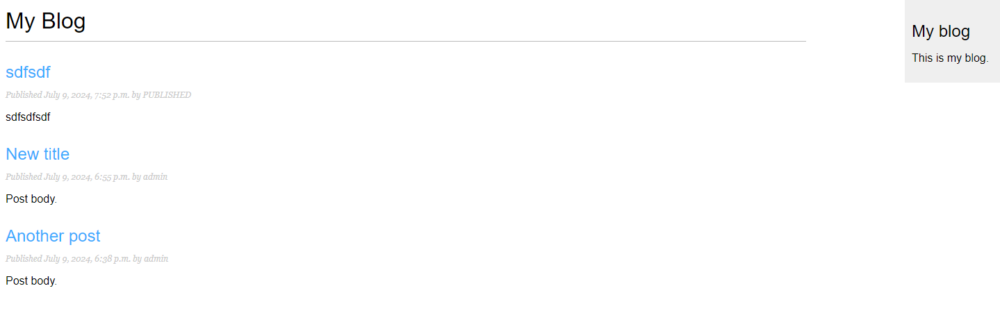 My Blog
sdfsdf
Published July 9, 2024, 7:52 p.m. by PUBLISHED
sdfsdfsdf
New title
Published July 9, 2024, 6:55 p.m. by admin
Post body.
Another post
Published July 9, 2024, 6:38 p.m. by admin
Post body.
My blog
This is my blog.